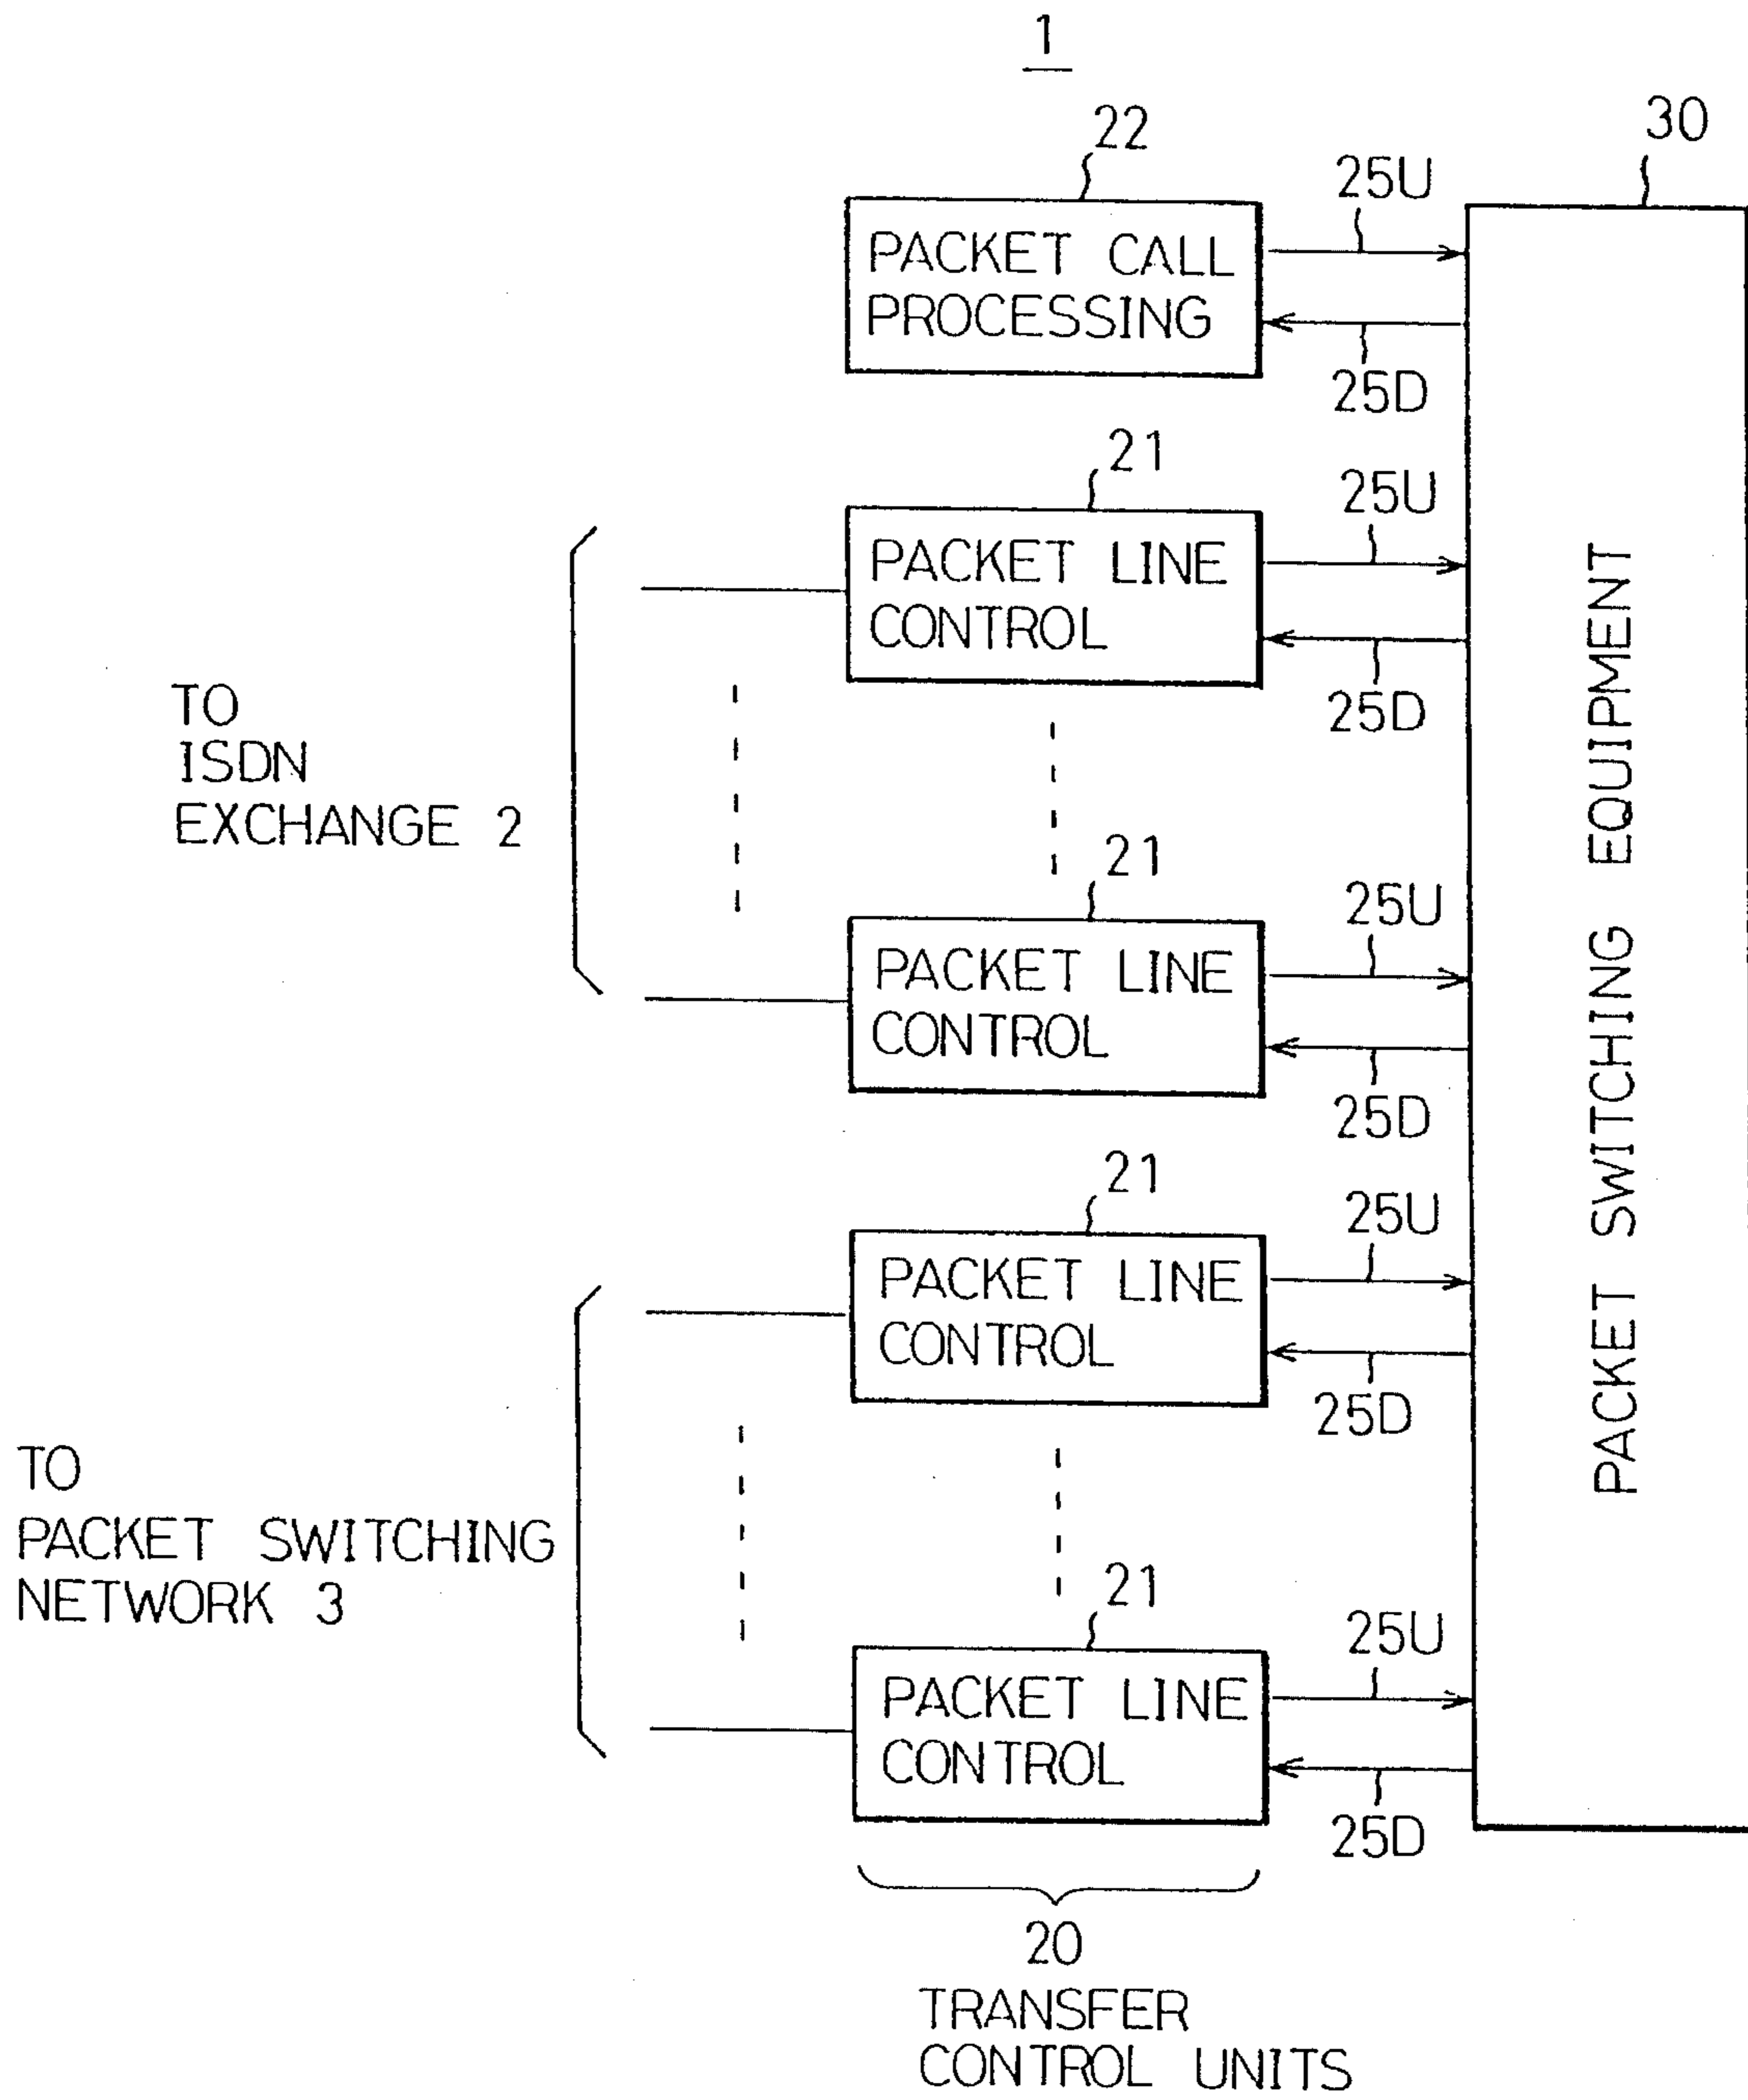 1
22
30
25U
PACKET CALL
PROCESSING
25D
21
25U
PACKET LINE
CONTROL
25D
TO
ISDN
EXCHANGE 2
21
25U
PACKET LINE
CONTROL
25D
PACKET SWITCHING EQUIPMENT
21
25U
PACKET LINE
CONTROL
25D
TO
PACKET SWITCHING
NETWORK 3
21
25U
PACKET LINE
CONTROL
25D
20
TRANSFER
CONTROL UNITS